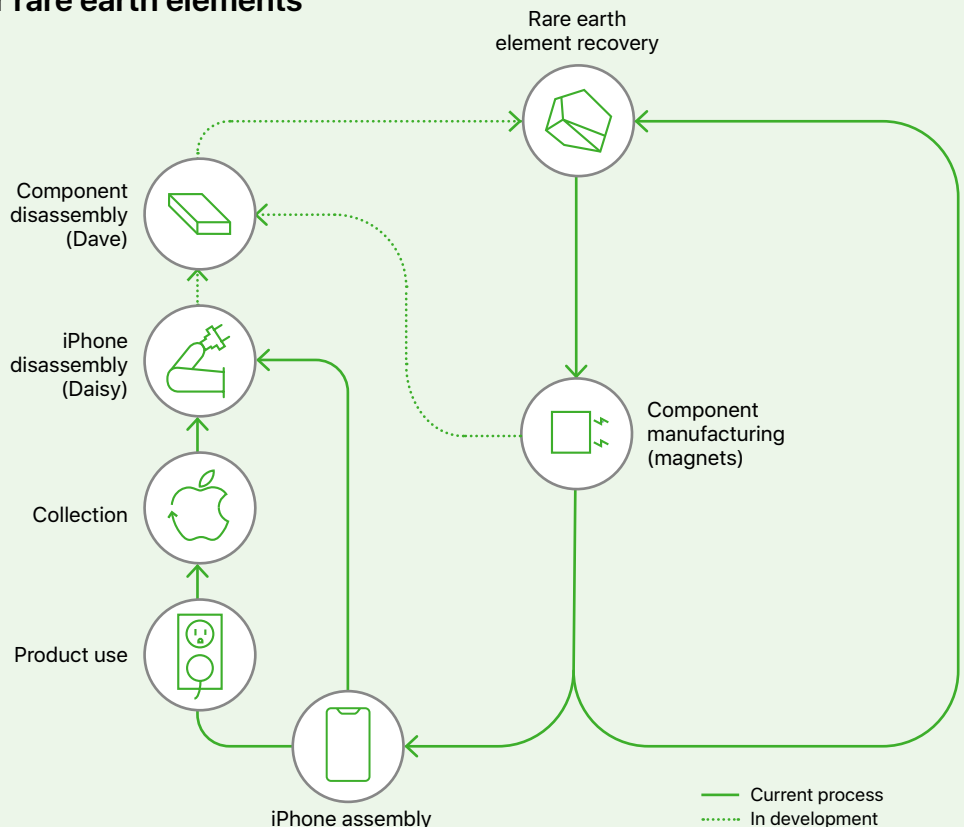 rare earth elements
Rare earth
element recovery
Component
disassembly
(Dave)
iPhone
disassembly
(Daisy)
Component
manufacturing
(magnets)
Collection
Product use
iPhone assembly
Current process
In development